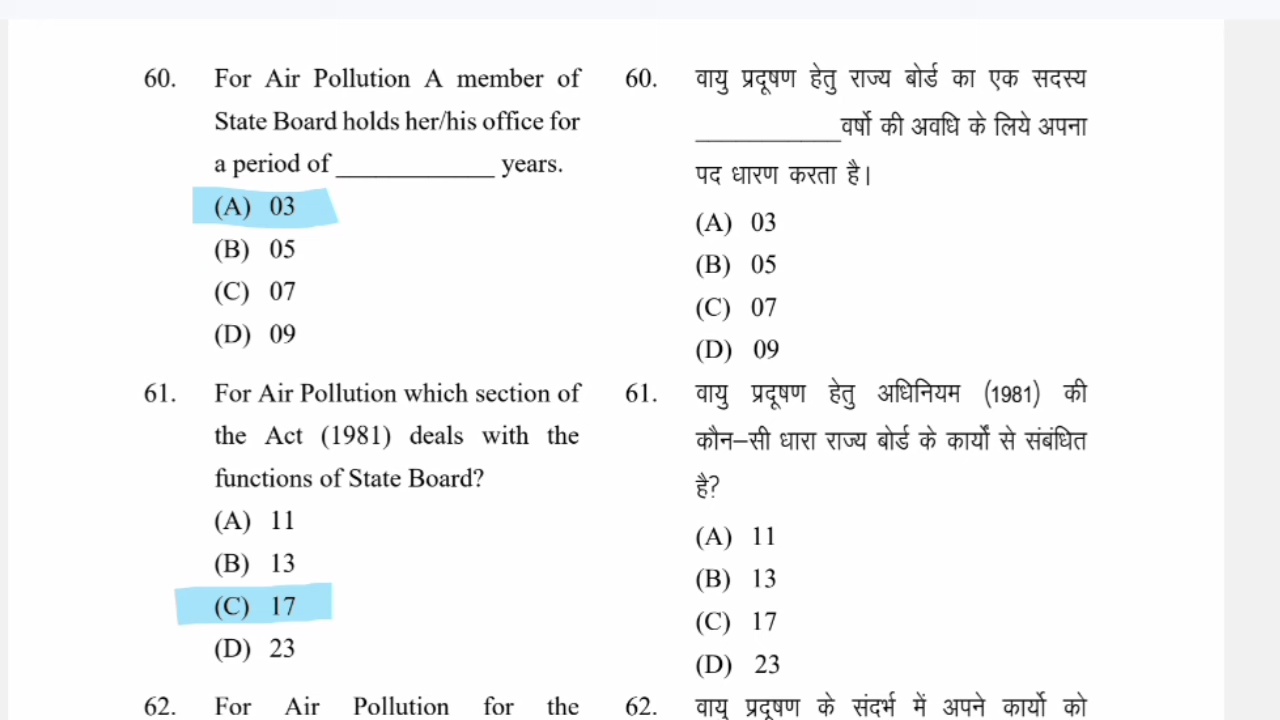 60. For Air Pollution A member of
State Board holds her/his office for
a period of ____________ years.
(A) 03
(B) 05
(C) 07
(D) 09
61. For Air Pollution which section of
the Act (1981) deals with the
functions of State Board?
(A) 11
(B) 13
(C) 17
(D) 23
62. For Air Pollution for the
60. वायु प्रदूषण हेतु राज्य बोर्ड का एक सदस्य
___________वर्षो की अवधि के लिये अपना
पद धारण करता है।
(A) 03
(B) 05
(C) 07
(D) 09
61. वायु प्रदूषण हेतु अधिनियम (1981) की
कौन–सी धारा राज्य बोर्ड के कार्यों से संबंधित
है?
(A) 11
(B) 13
(C) 17
(D) 23
62. वायु प्रदूषण के संदर्भ में अपने कार्यो को